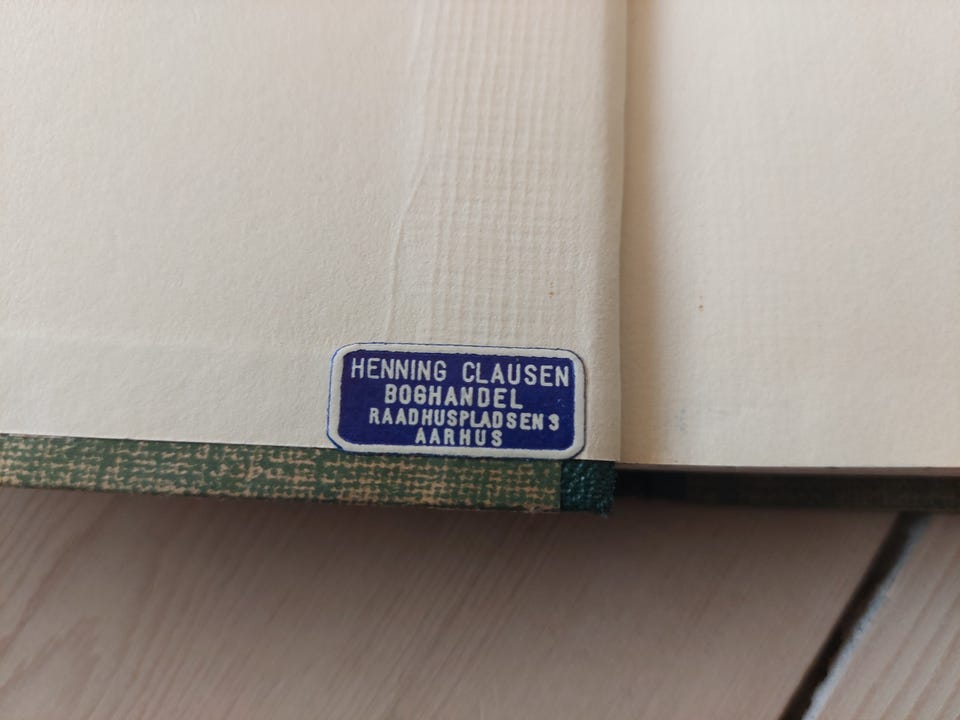 HENNING CLAUSEN
BOGHANDEL
RAADHUSPLADSEN 3
AARHUS